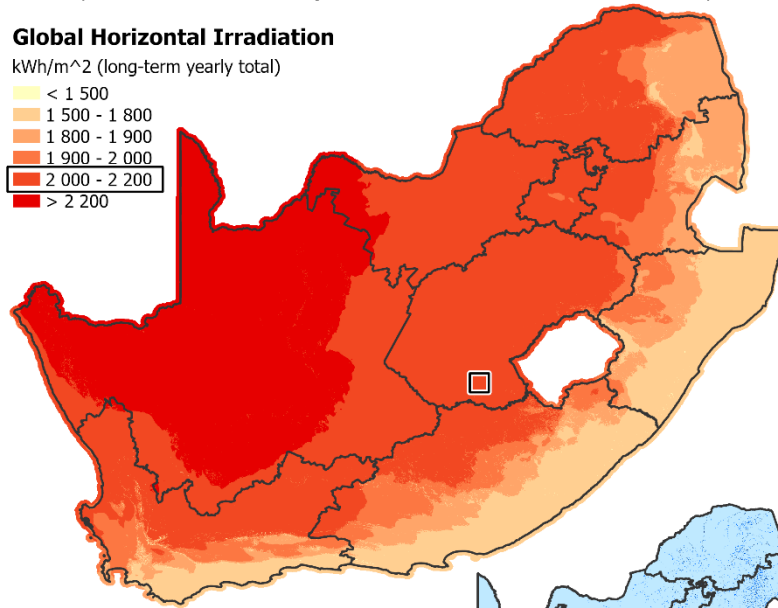 Global Horizontal Irradiation
kWh/m^2 (long-term yearly total)
< 1 500
1 500 - 1 800
1 800 - 1 900
1 900 - 2 000
2 000 - 2 200
> 2 200